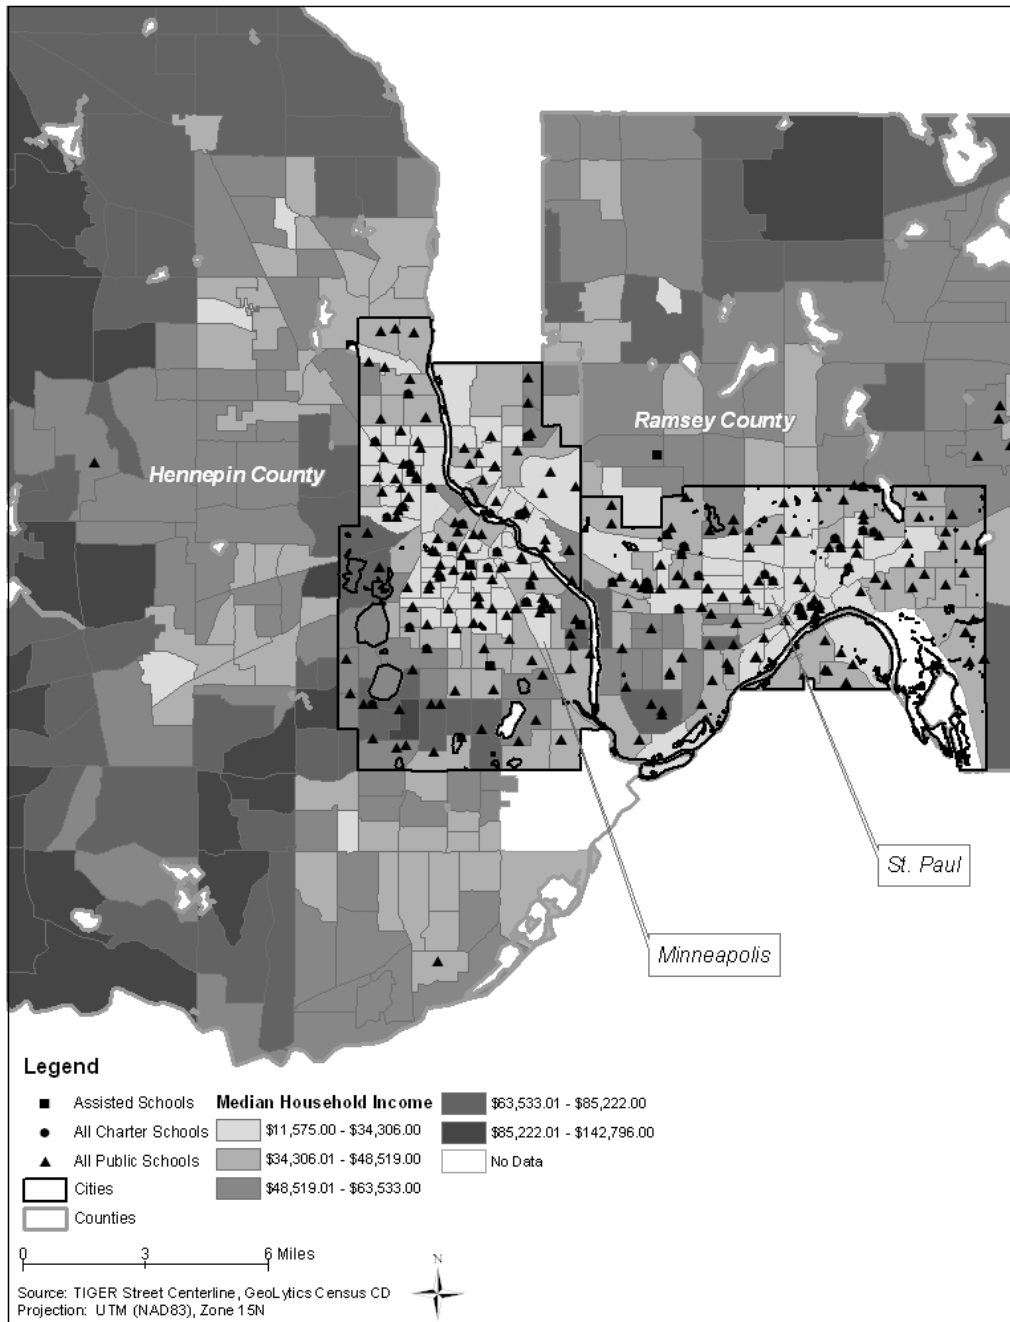 Ramsey County
Hennepin County
St. Paul
Minneapolis
Legend
Assisted Schools
All Charter Schools
All Public Schools
Cities
Counties
Median Household Income
$11,575.00 - $34,306.00
$34,306.01 - $48,519.00
$48,519.01 - $63,533.00
$63,533.01 - $85,222.00
$85,222.01 - $142,796.00
No Data
0 3 6 Miles
N
Source: TIGER Street Centerline, GeoLytics Census CD
Projection: UTM (NAD83), Zone 15N